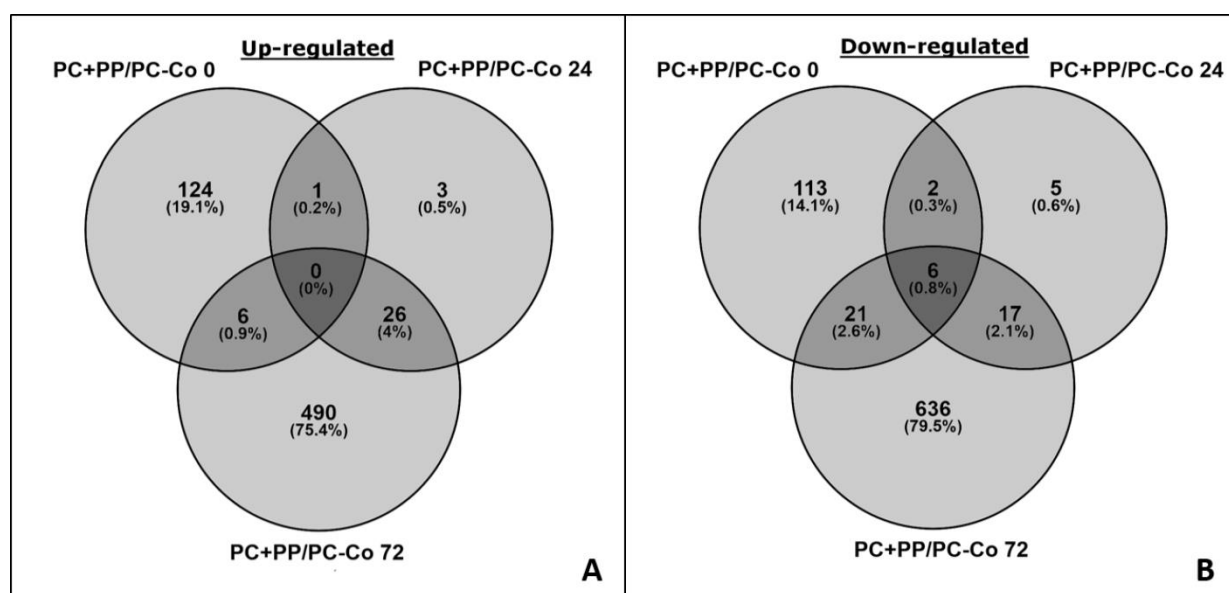 Up-regulated
PC+PP/PC-Co 0
PC+PP/PC-Co 24
124
(19.1%)
1
(0.2%)
3
(0.5%)
0
(0%)
6
(0.9%)
26
(4%)
490
(75.4%)
PC+PP/PC-Co 72
A
Down-regulated
PC+PP/PC-Co 0
PC+PP/PC-Co 24
113
(14.1%)
2
(0.3%)
5
(0.6%)
6
(0.8%)
21
(2.6%)
17
(2.1%)
636
(79.5%)
PC+PP/PC-Co 72
B